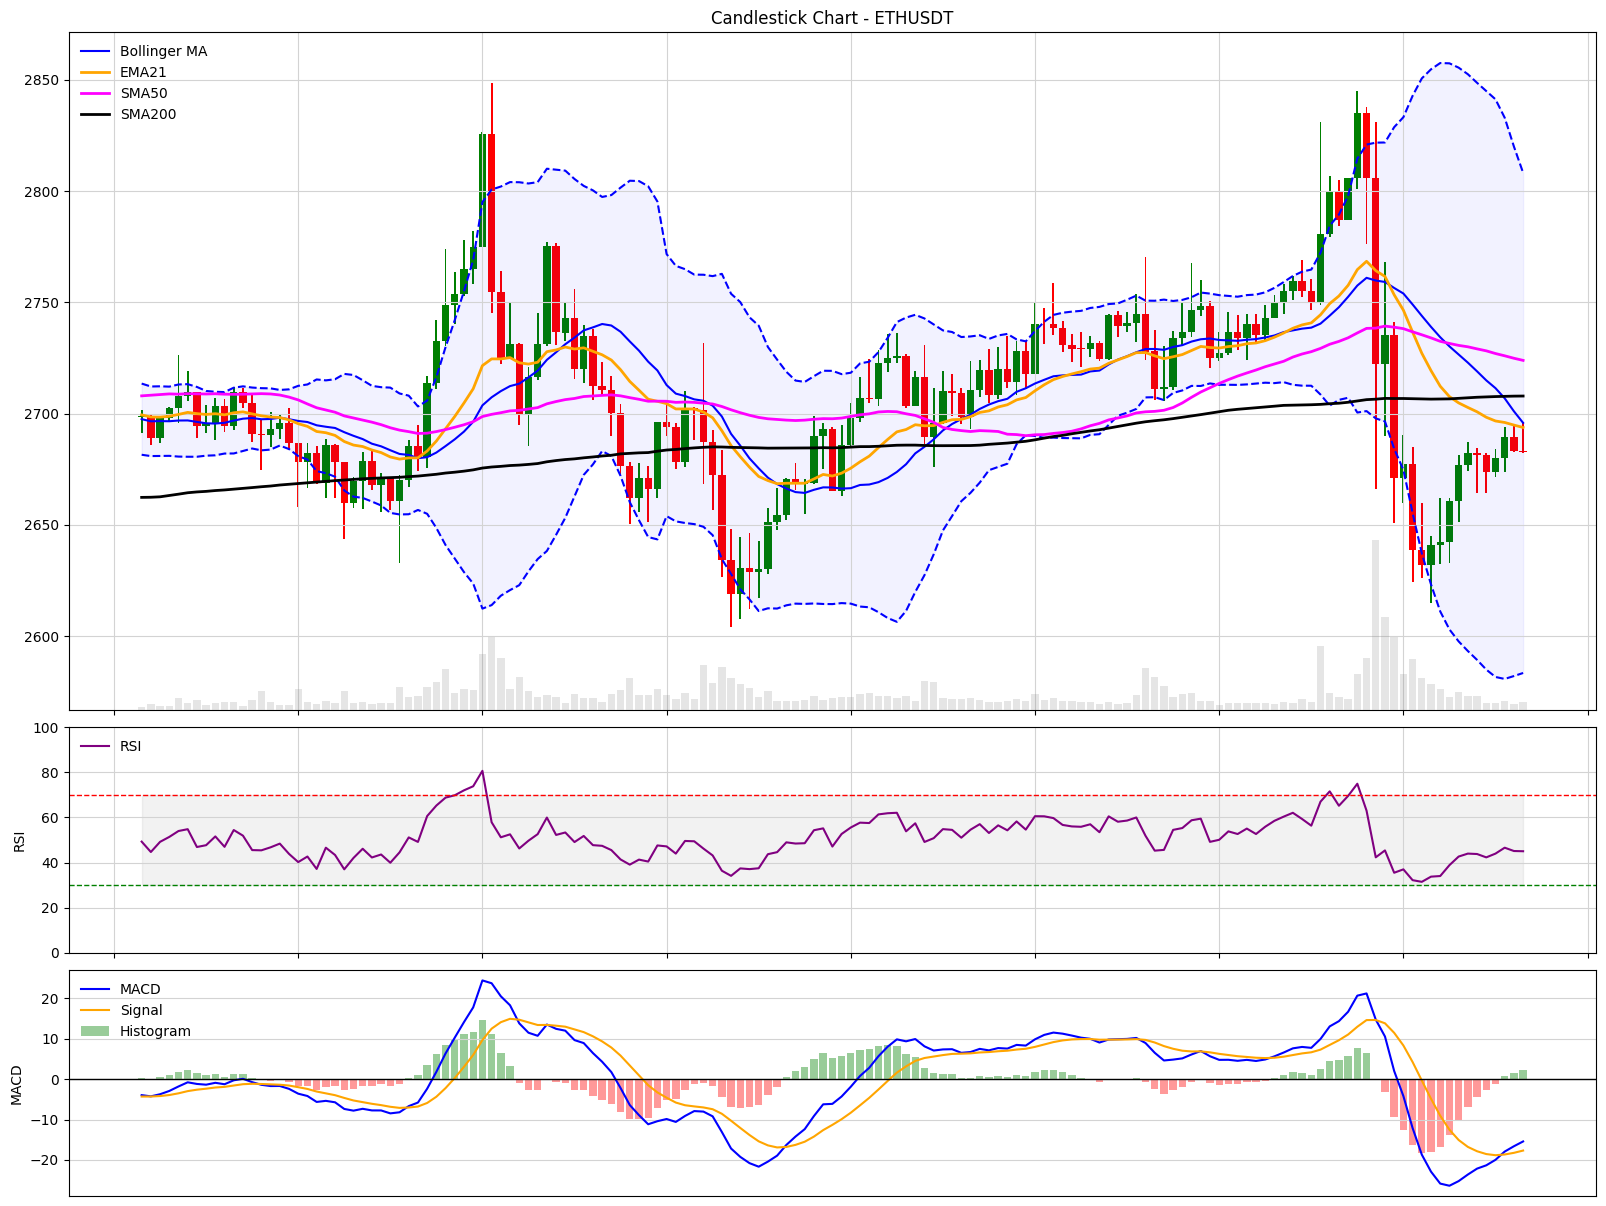 Candlestick Chart - ETHUSDT
Bollinger MA
EMA21
SMA50
SMA200
2850
2800
2750
2700
2650
2600
RSI
100
80
60
40
20
0
RSI
MACD
Signal
Histogram
20
10
0
−10
−20
MACD